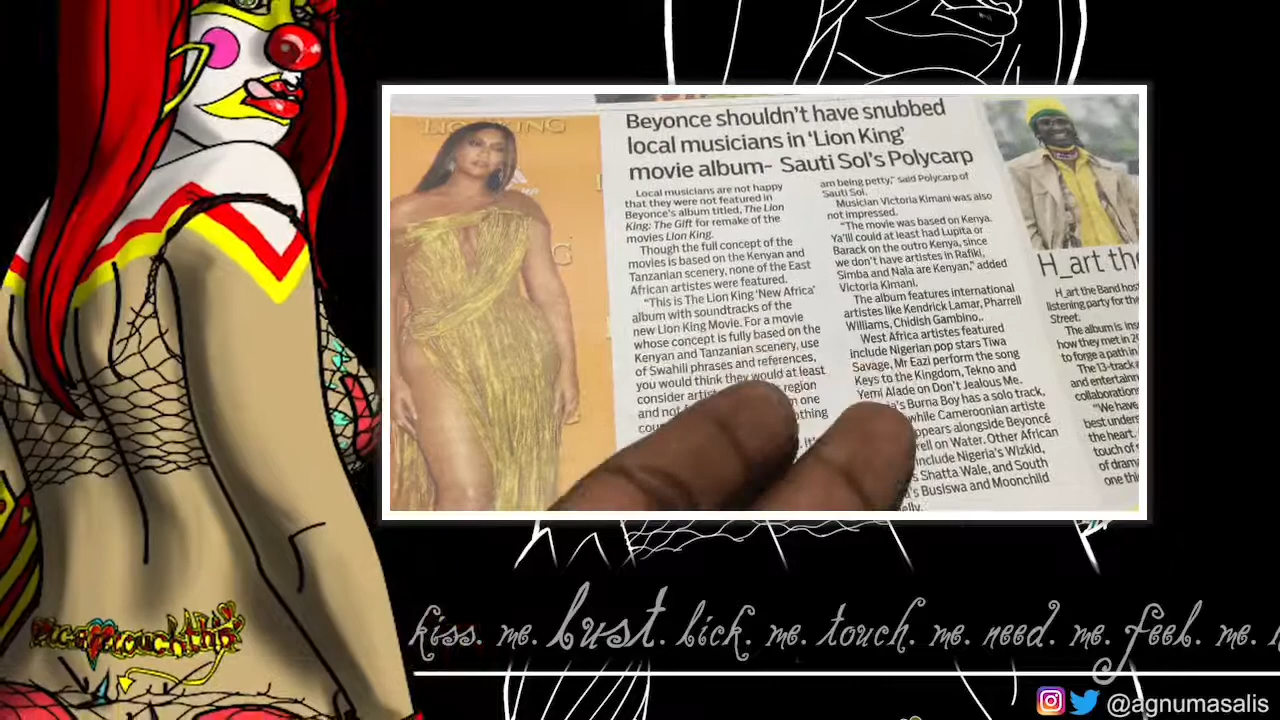 LION KING
Beyonce shouldn't have snubbed
local musicians in 'Lion King'
movie album- Sauti Sol's Polycarp
Local musicians are not happy
that they were not featured in
Beyonce's album titled, The Lion
King: The Gift for remake of the
movies Lion King.
Though the full concept of the
movies is based on the Kenyan and
Tanzanian scenery, none of the East
African artistes were featured.
"This is The Lion King 'New Africa'
album with soundtracks of the
new Lion King Movie. For a movie
whose concept is fully based on the
Kenyan and Tanzanian scenery, use
of Swahili phrases and references,
you would think they would at least
consider
region
and
one
am being petty," said Polycarp of
Sauti Sol.
Musician Victoria Kimani was also
not impressed.
"The movie was based on Kenya.
Ya'll could at least had Lupita or
Barack on the outro Kenya, since
we don't have artistes in Rafiki,
Simba and Nala are Kenyan," added
Victoria Kimani.
The album features international
artistes like Kendrick Lamar, Pharrell
Williams, Chidish Gambino,.
West Africa artistes featured
include Nigerian pop stars Tiwa
Savage, Mr Eazi perform the song
Keys to the Kingdom, Tekno and
Yemi Alade on Don't Jealous Me.
's Burna Boy has a solo track,
while Cameroonian artiste
alongside Beyoncé
on Water. Other African
include Nigeria's Wizkid,
Shatta Wale, and South
's Busiswa and Moonchild
H_art the
H_art the Band
listening party for
Street.
The album is
how they met in
to forge a path in
The 13-track
and
"We have
best
the heart.
touch of
of
one
kiss. me. lust. lick. me. touch. me. need. me. feel. me.
@agnumasalis